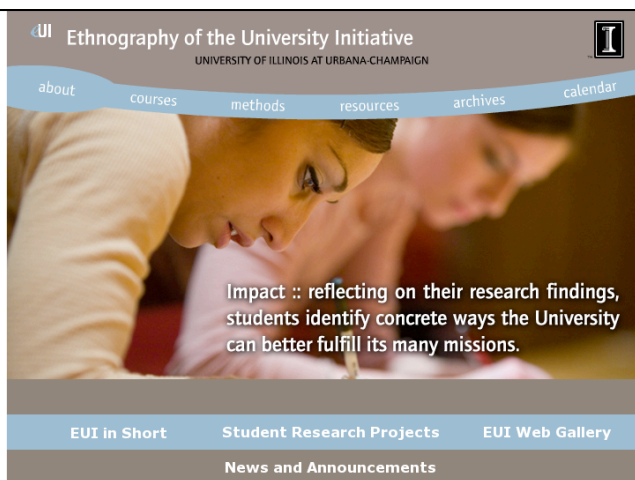 eUI Ethnography of the University Initiative
UNIVERSITY OF ILLINOIS AT URBANA-CHAMPAIGN
I
about courses methods resources archives calendar
Impact :: reflecting on their research findings,
students identify concrete ways the University
can better fulfill its many missions.
EUI in Short Student Research Projects EUI Web Gallery
News and Announcements